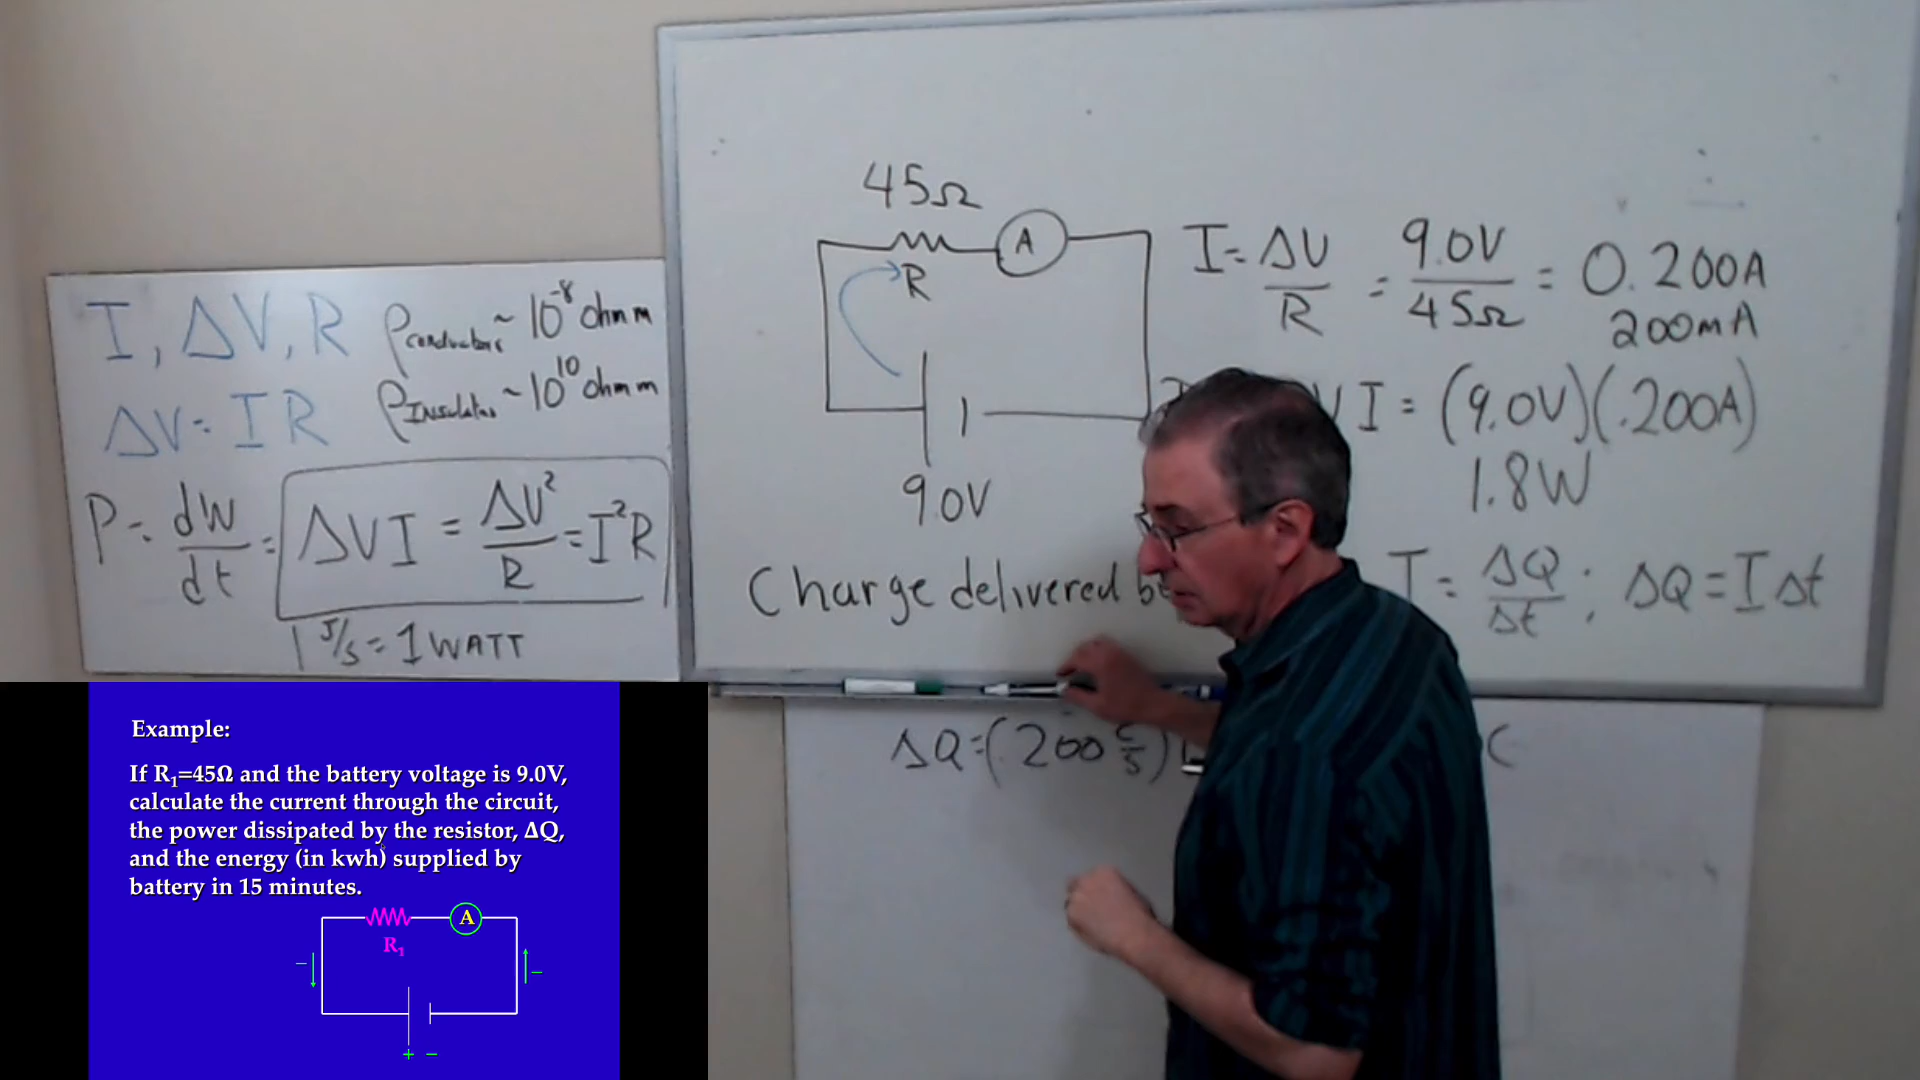 I, ΔV, R
ρconductors ~ 10^-8 ohm m
ρInsulator ~ 10^10 ohm m
ΔV = IR
P = dW/dt = ΔVI = ΔV²/R = I²R
1 J/s = 1 WATT
45Ω
A
R
9.0V
I = ΔV/R = 9.0V/45Ω = 0.200A
200mA
I = (9.0V)(.200A)
1.8W
Charge delivered
I = ΔQ/Δt ; ΔQ = I Δt
ΔQ = (.200 C/s)
C
Example:
If R₁=45Ω and the battery voltage is 9.0V,
calculate the current through the circuit,
the power dissipated by the resistor, ΔQ,
and the energy (in kwh) supplied by
battery in 15 minutes.
A
R₁
− −
+ −